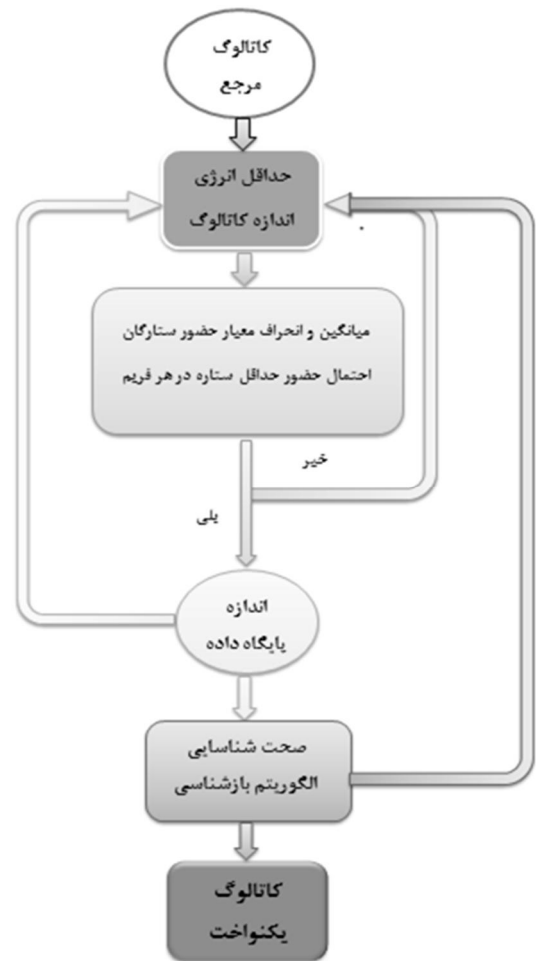 کاتالوگ
مرجع
حداقل انرژی
اندازه کاتالوگ
میانگین و انحراف معیار حضور ستارگان
احتمال حضور حداقل ستاره در هر فریم
خیر
یلی
اندازه
پایگاه داده
صحت شناسایی
الگوریتم بازشناسی
کاتالوگ
یکنواخت